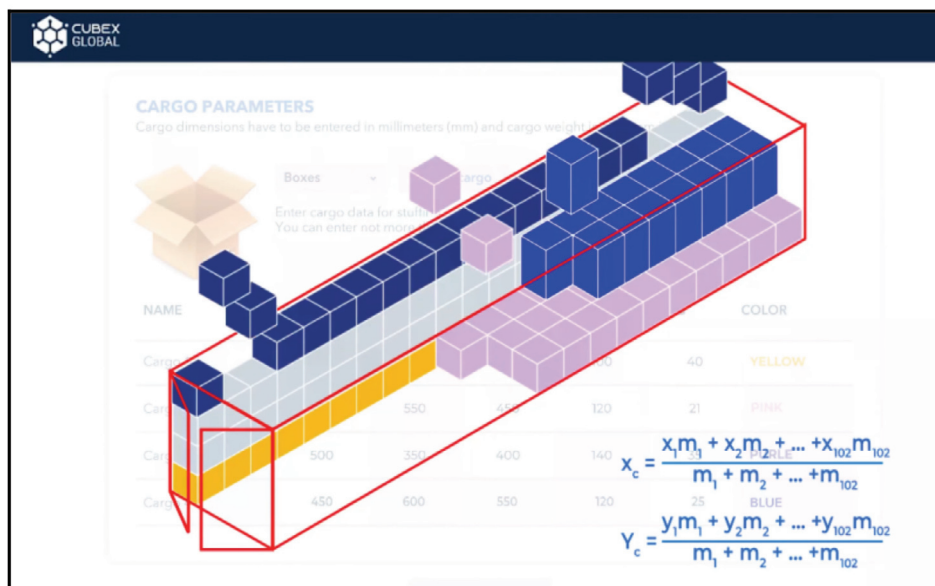 CUBEX
GLOBAL
CARGO PARAMETERS
Cargo dimensions have to be entered in millimeters (mm) and cargo weight
Boxes
cargo
Enter cargo data for stuffi
You can enter not more
NAME
COLOR
40
YELLOW
550
450
120
21
PINK
500
350
400
140
450
600
550
120
25
BLUE
x_c = (x_1m_1 + x_2m_2 + ... +x_102m_102) / (m_1 + m_2 + ... +m_102)
Y_c = (y_1m_1 + y_2m_2 + ... +y_102m_102) / (m_1 + m_2 + ... +m_102)